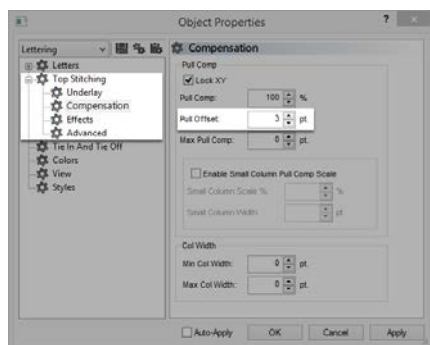 Object Properties ?
Lettering
Compensation
Letters
Top Stitching
Underlay
Compensation
Effects
Advanced
Tie In And Tie Off
Colors
View
Styles
Pull Comp
Lock XY
Pull Comp: 100 %
Pull Offset: 3 pt.
Max Pull Comp: 0 pt.
Enable Small Column Pull Comp Scale
Small Column Scale % %
Small Column Width pt
Col Width
Min Col Width: 0 pt.
Max Col Width: 0 pt.
Auto-Apply OK Cancel Apply